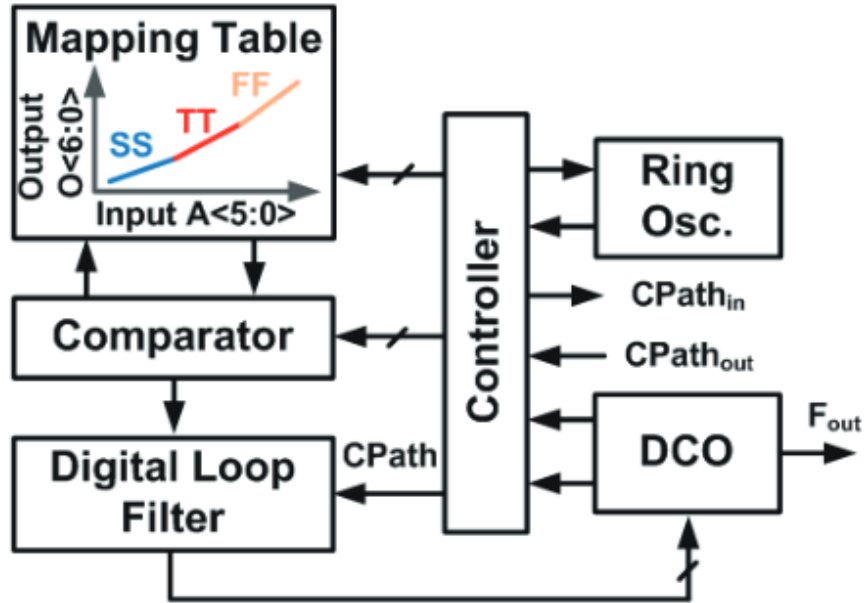 Mapping Table
Output
O<6:0>
SS
TT
FF
Input A<5:0>
Comparator
Digital Loop
Filter
CPath
Controller
Ring
Osc.
CPath_in
CPath_out
DCO
F_out